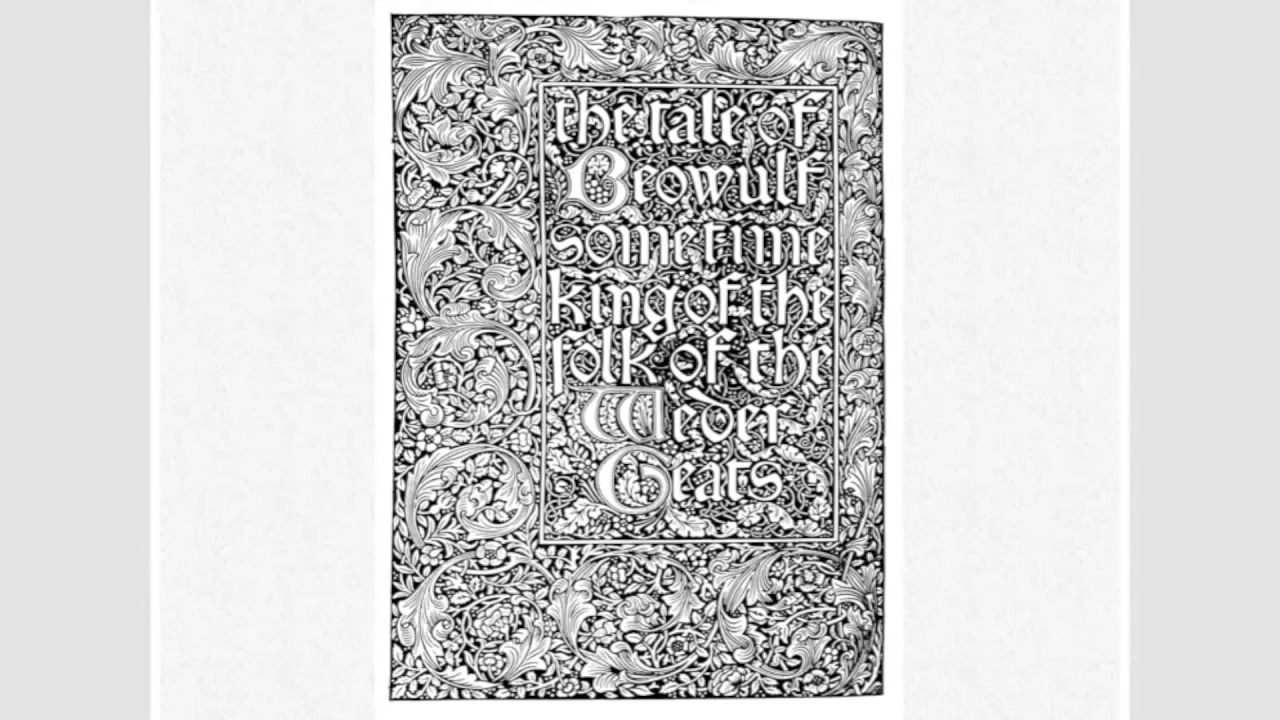 the tale of
Beowulf
sometime
king of the
folk of the
Weder
Geats